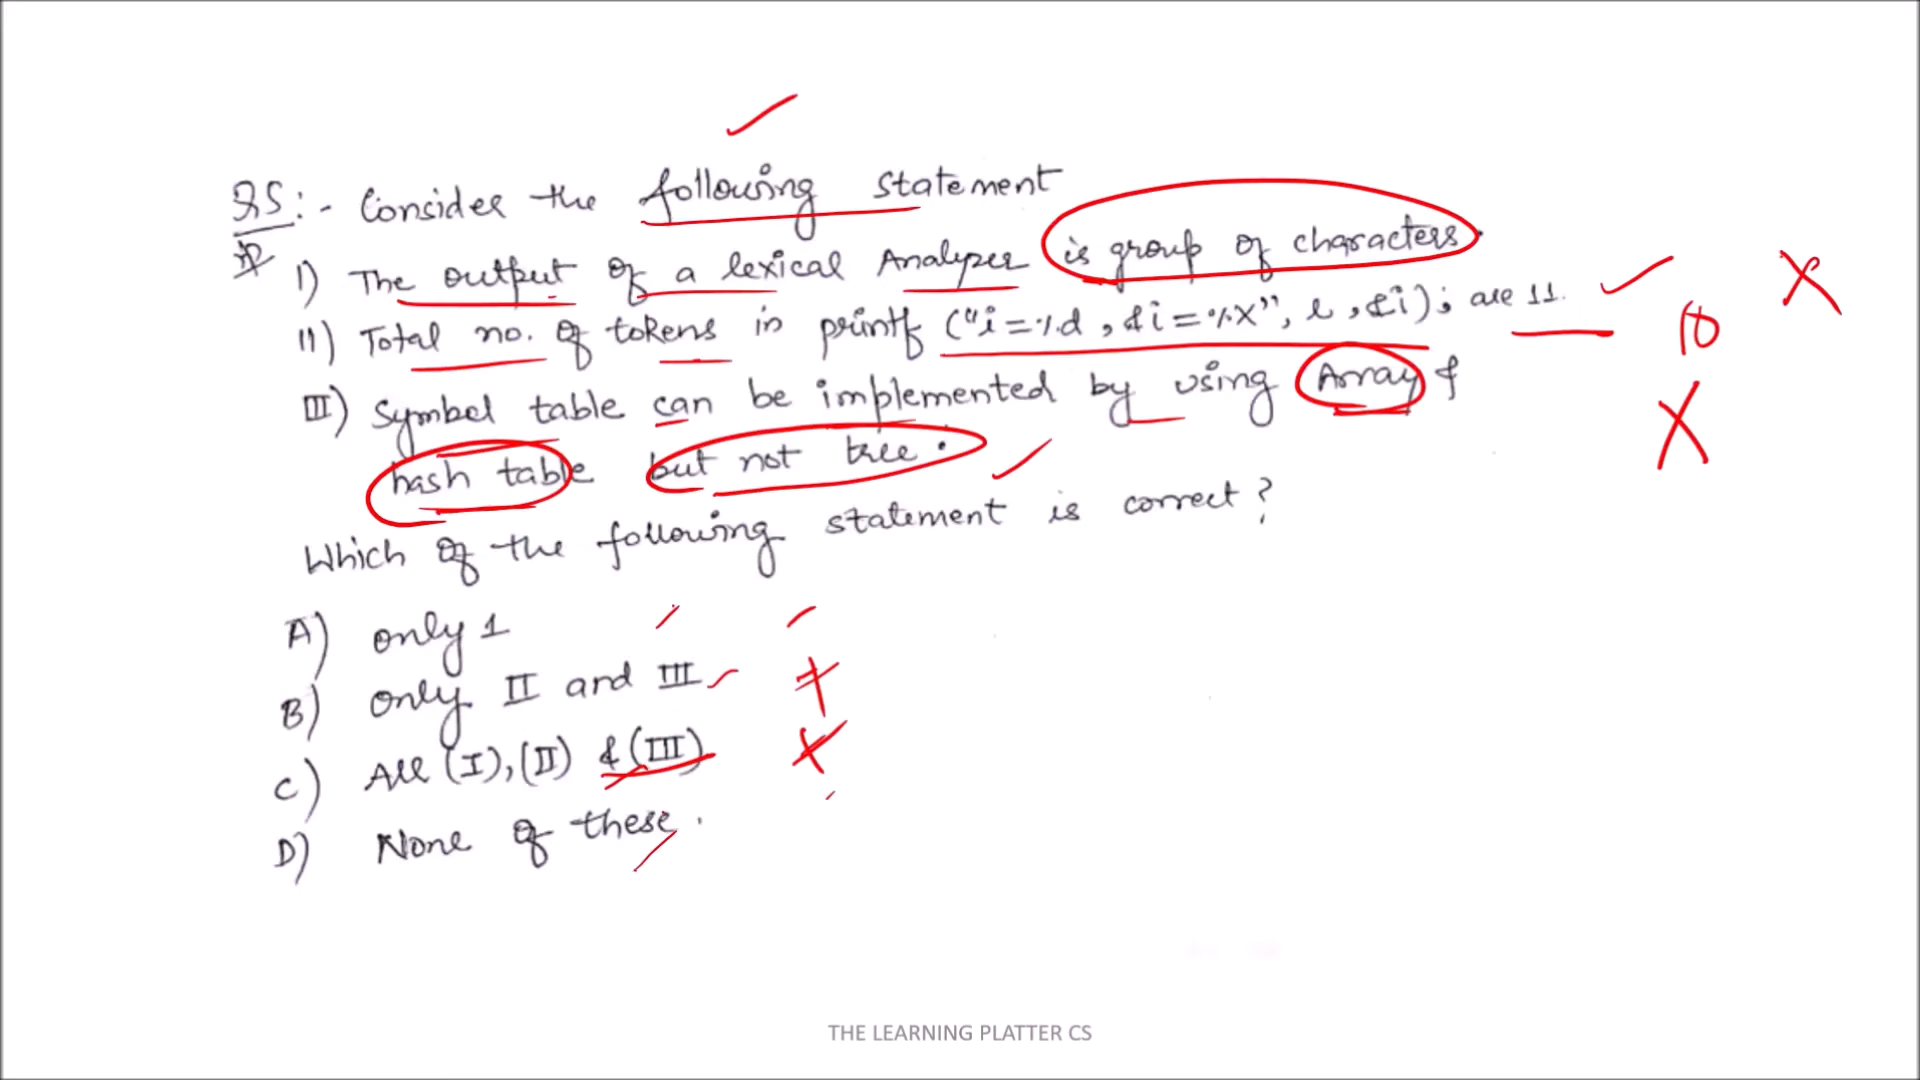 Q5:- Consider the following statement
I) The output of a lexical Analyzer is group of characters.
II) Total no. of tokens in printf ("i=%d, &i=%X", i, &i); are 11. 10
III) Symbol table can be implemented by using Array &
hash table but not tree.
Which of the following statement is correct?
A) only 1
B) only II and III
C) All (I), (II) & (III)
D) None of these.
THE LEARNING PLATTER CS